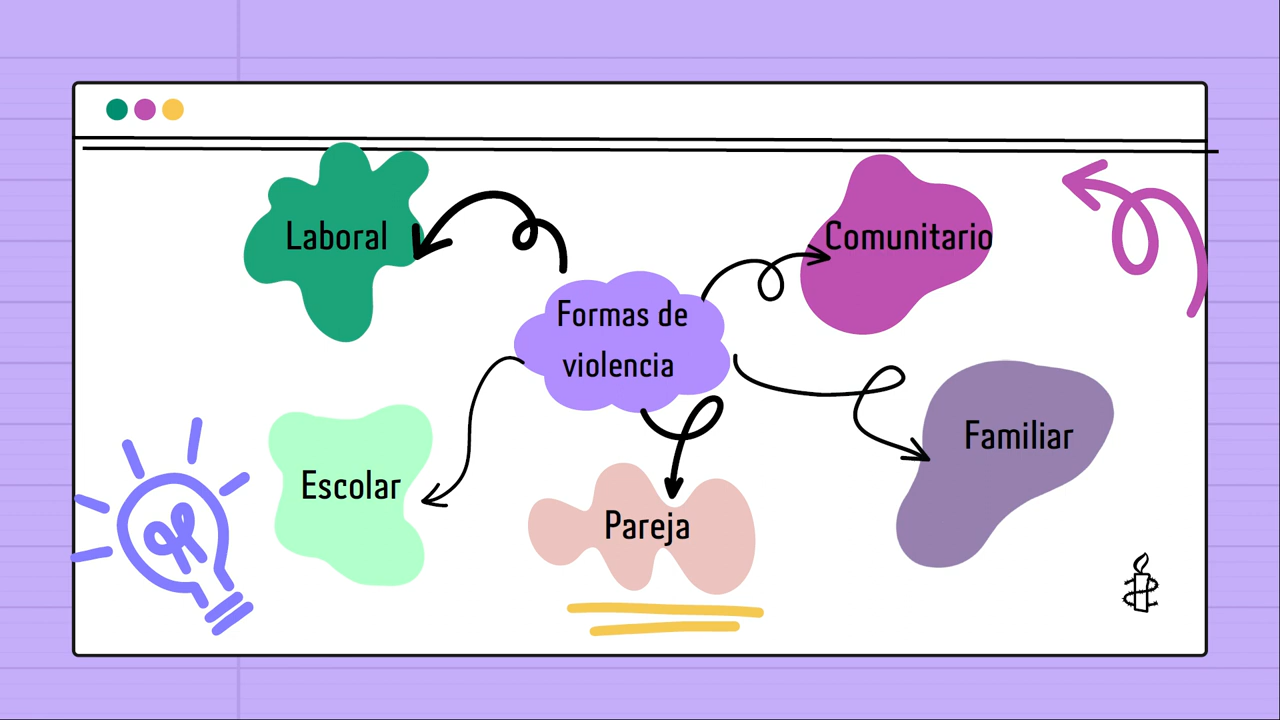 Laboral
Comunitario
Formas de
violencia
Familiar
Escolar
Pareja